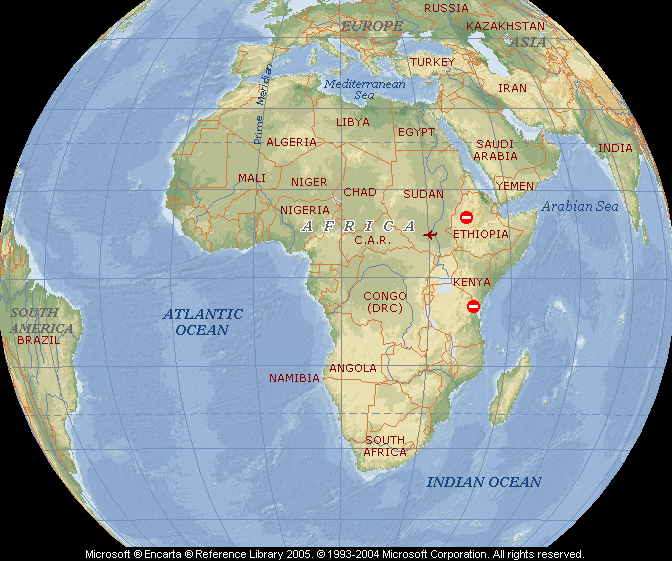 RUSSIA
EUROPE
KAZAKHSTAN
ASIA
TURKEY
Mediterranean
Sea
IRAN
Prime Meridian
LIBYA
EGYPT
ALGERIA
SAUDI
ARABIA
INDIA
MALI
NIGER
CHAD
SUDAN
YEMEN
Arabian Sea
NIGERIA
AFRICA
ETHIOPIA
C.A.R.
KENYA
CONGO
(DRC)
ATLANTIC
OCEAN
SOUTH
AMERICA
BRAZIL
ANGOLA
NAMIBIA
SOUTH
AFRICA
INDIAN OCEAN
Microsoft ® Encarta ® Reference Library 2005. © 1993-2004 Microsoft Corporation. All rights reserved.